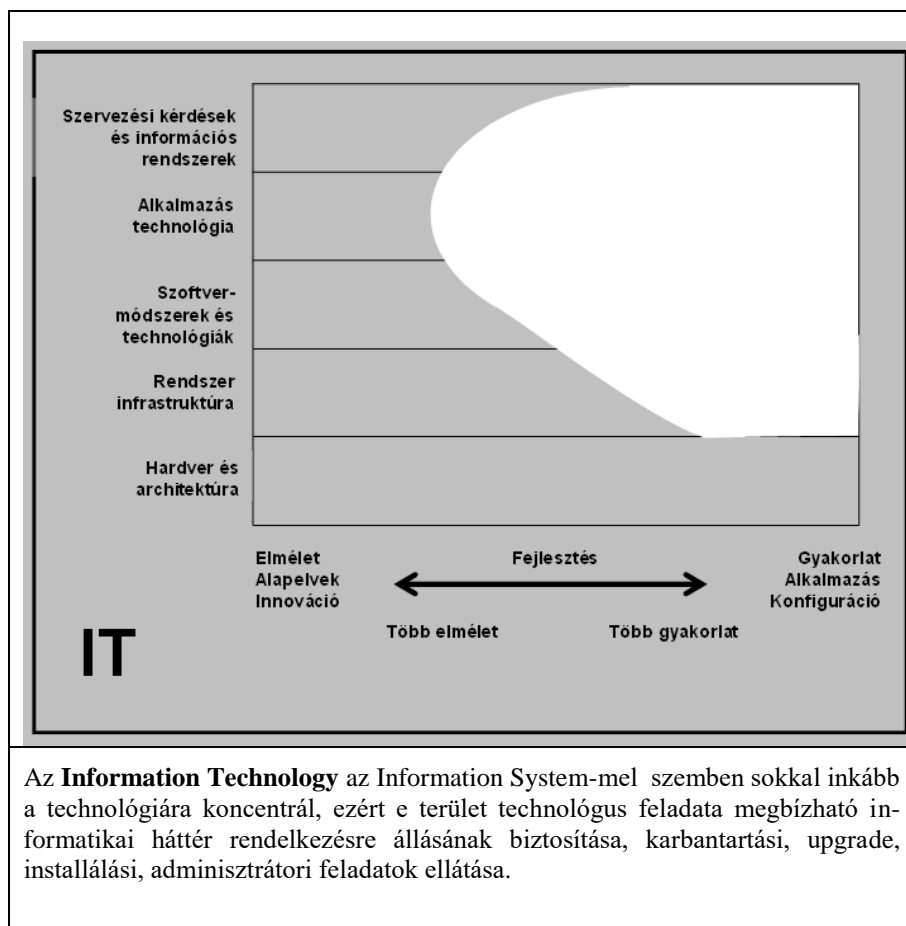 Szervezési kérdések
és információs
rendszerek
Alkalmazás
technológia
Szoftver-
módszerek és
technológiák
Rendszer
infrastruktúra
Hardver és
architektúra
Elmélet
Alapelvek
Innováció
Fejlesztés
Gyakorlat
Alkalmazás
Konfiguráció
Több elmélet
Több gyakorlat
IT
Az Information Technology az Information System-mel szemben sokkal inkább
a technológiára koncentrál, ezért e terület technológus feladata megbízható in-
formatikai háttér rendelkezésre állásának biztosítása, karbantartási, upgrade,
installálási, adminisztrátori feladatok ellátása.